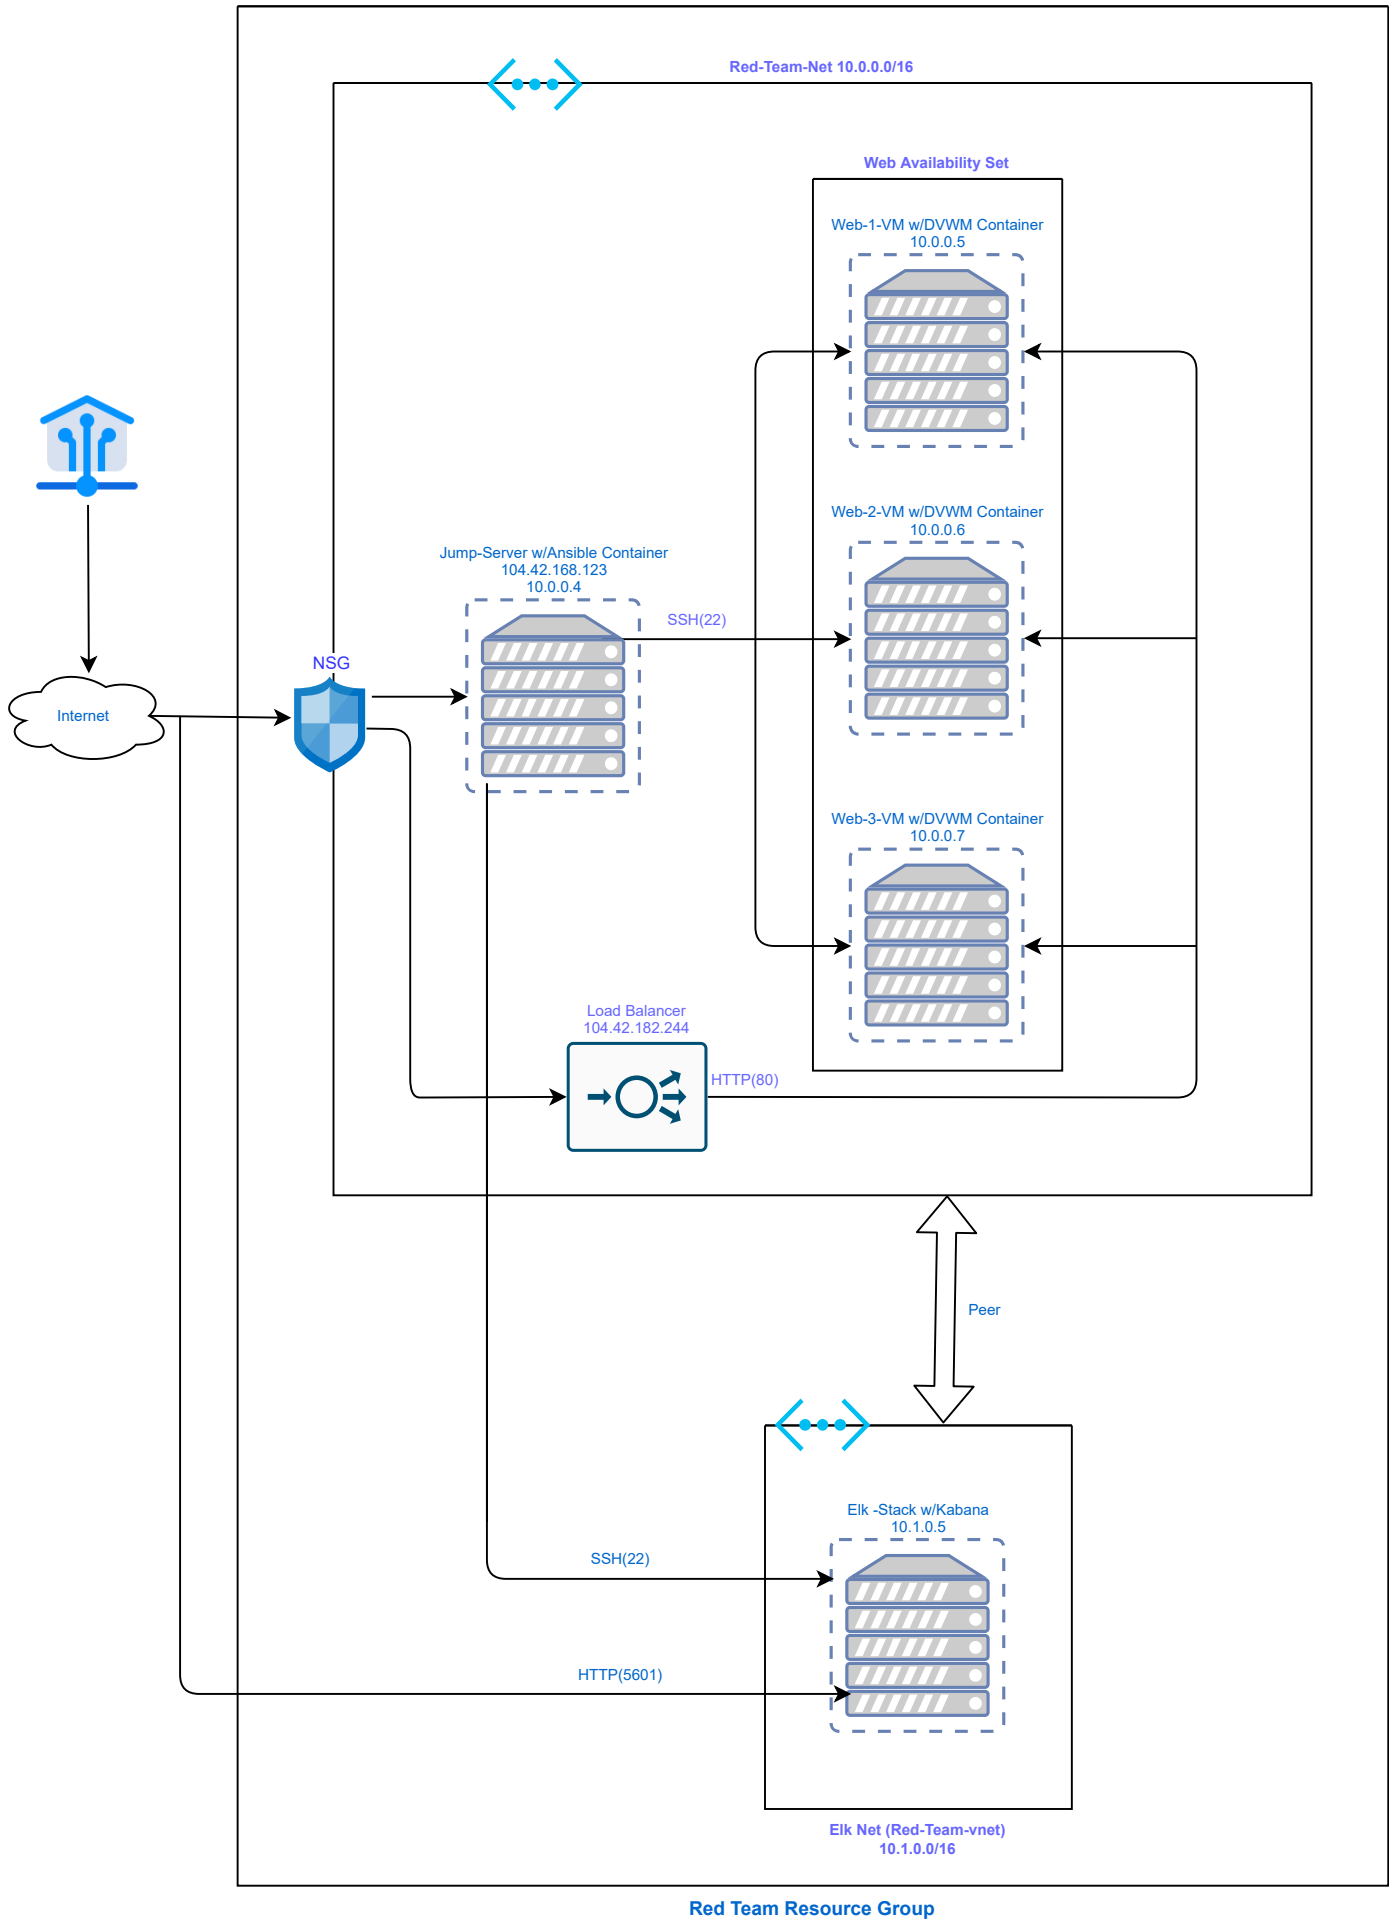 Red-Team-Net 10.0.0.0/16
Web Availability Set
Web-1-VM w/DVWM Container
10.0.0.5
Web-2-VM w/DVWM Container
10.0.0.6
Jump-Server w/Ansible Container
104.42.168.123
10.0.0.4
SSH(22)
NSG
Internet
Web-3-VM w/DVWM Container
10.0.0.7
Load Balancer
104.42.182.244
HTTP(80)
Peer
Elk -Stack w/Kabana
10.1.0.5
SSH(22)
HTTP(5601)
Elk Net (Red-Team-vnet)
10.1.0.0/16
Red Team Resource Group